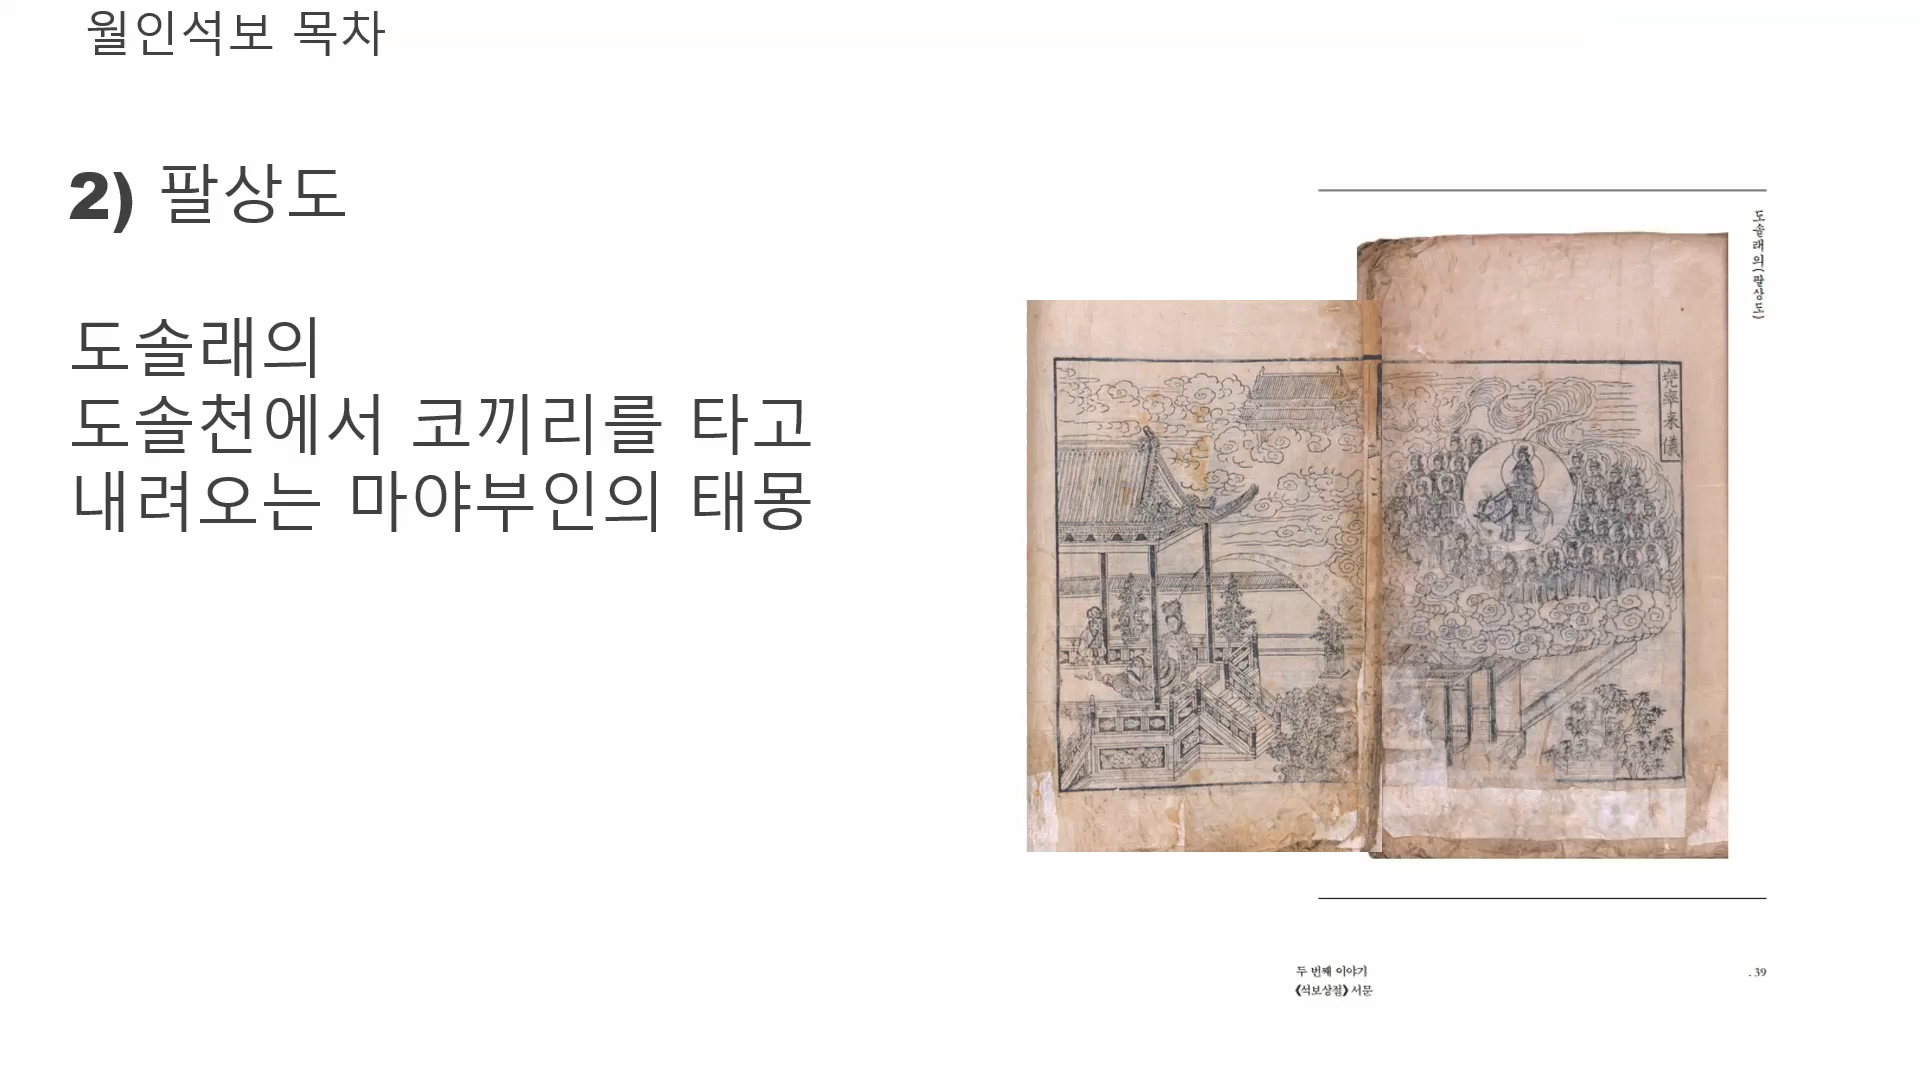 월인석보 목차
2) 팔상도
도솔래의
도솔천에서 코끼리를 타고
내려오는 마야부인의 태몽
도솔래의(팔상도)
兜率来儀
두 번째 이야기
《석보상절》 서문
. 39